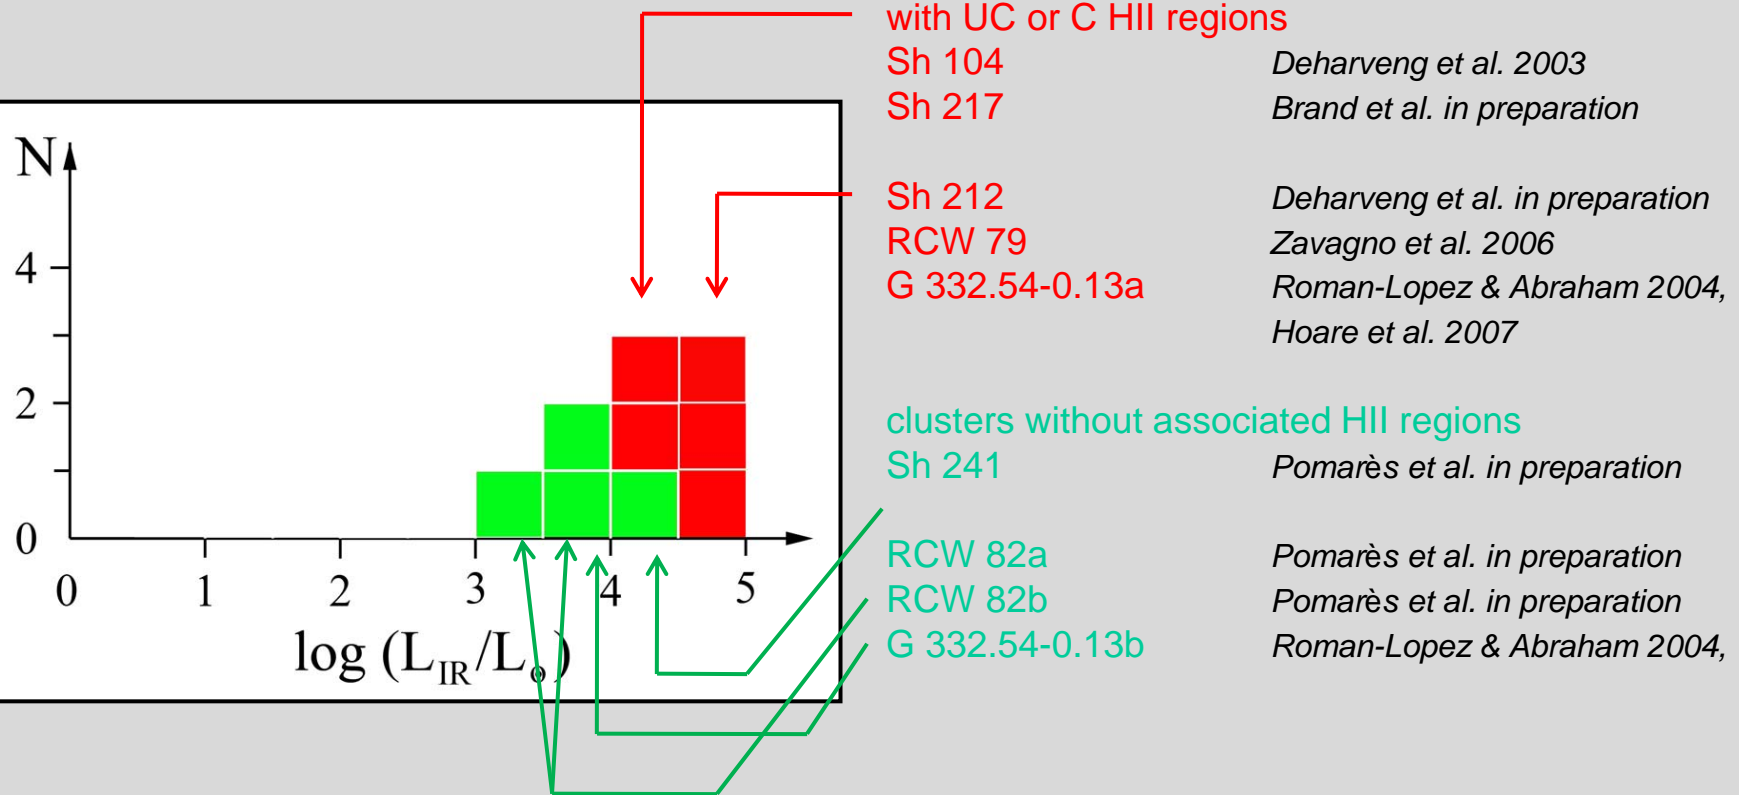 with UC or C HII regions
Sh 104 Deharveng et al. 2003
Sh 217 Brand et al. in preparation
Sh 212 Deharveng et al. in preparation
RCW 79 Zavagno et al. 2006
G 332.54-0.13a Roman-Lopez & Abraham 2004,
Hoare et al. 2007
clusters without associated HII regions
Sh 241 Pomarès et al. in preparation
RCW 82a Pomarès et al. in preparation
RCW 82b Pomarès et al. in preparation
G 332.54-0.13b Roman-Lopez & Abraham 2004,
N
4
2
0
0 1 2 3 4 5
log (L_IR/L_⊙)